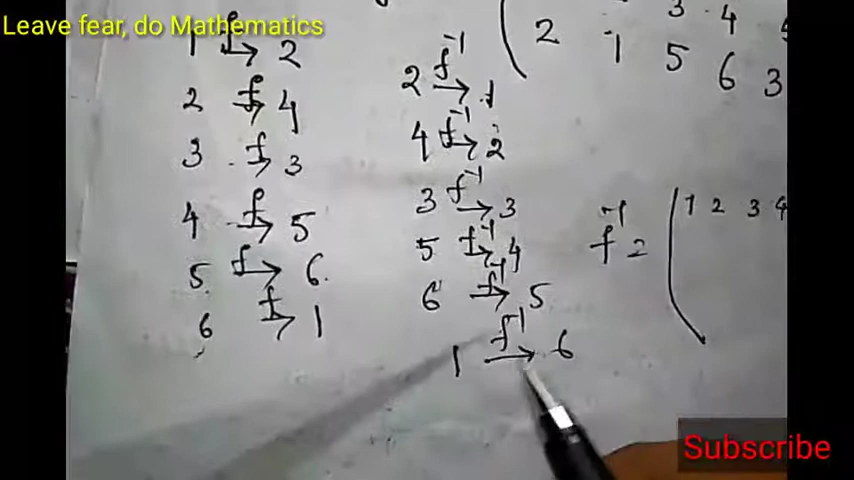 Leave fear, do Mathematics
1 f→ 2
2 f→ 4
3 f→ 3
4 f→ 5
5 f→ 6
6 f→ 1
2 f⁻¹→ 1
4 f⁻¹→ 2
3 f⁻¹→ 3
5 f⁻¹→ 4
6 f⁻¹→ 5
1 f⁻¹→ 6
( 3 4
2 1 5 6 3
f⁻¹ = ( 1 2 3 4
Subscribe